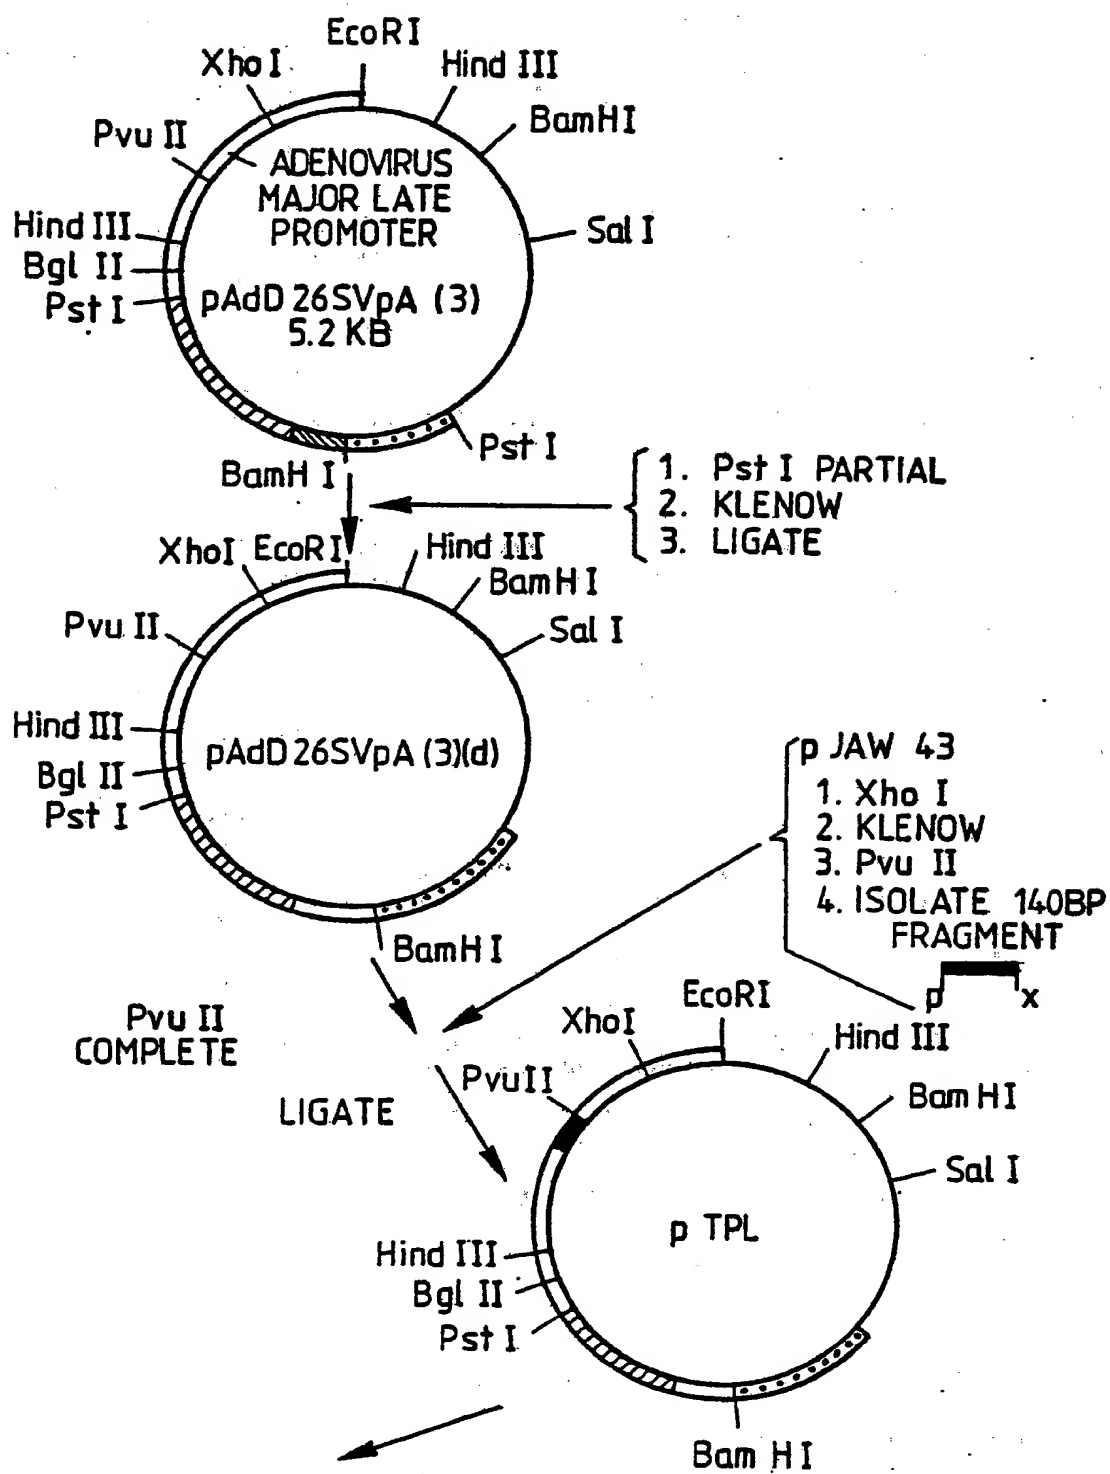 EcoRI
XhoI
Hind III
Pvu II
BamHI
ADENOVIRUS
MAJOR LATE
PROMOTER
Hind III
Sal I
Bgl II
Pst I
pAdD 26SVpA (3)
5.2 KB
Pst I
BamH I
1. Pst I PARTIAL
2. KLENOW
3. LIGATE
XhoI
EcoRI
Hind III
BamH I
Pvu II
Sal I
Hind III
Bgl II
Pst I
pAdD 26SVpA (3)(d)
p JAW 43
1. Xho I
2. KLENOW
3. Pvu II
4. ISOLATE 140BP
FRAGMENT
p
x
BamH I
Pvu II
COMPLETE
LIGATE
EcoRI
XhoI
Hind III
PvuII
Bam HI
Sal I
p TPL
Hind III
Bgl II
Pst I
Bam HI